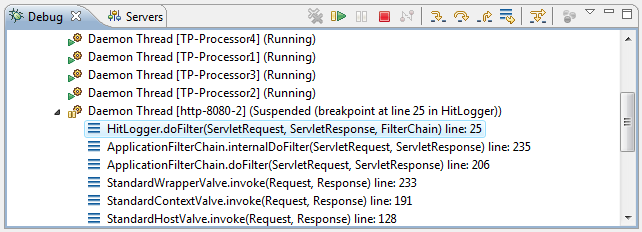 Debug Servers
Daemon Thread [TP-Processor4] (Running)
Daemon Thread [TP-Processor1] (Running)
Daemon Thread [TP-Processor3] (Running)
Daemon Thread [TP-Processor2] (Running)
Daemon Thread [http-8080-2] (Suspended (breakpoint at line 25 in HitLogger))
HitLogger.doFilter(ServletRequest, ServletResponse, FilterChain) line: 25
ApplicationFilterChain.internalDoFilter(ServletRequest, ServletResponse) line: 235
ApplicationFilterChain.doFilter(ServletRequest, ServletResponse) line: 206
StandardWrapperValve.invoke(Request, Response) line: 233
StandardContextValve.invoke(Request, Response) line: 191
StandardHostValve.invoke(Request, Response) line: 128